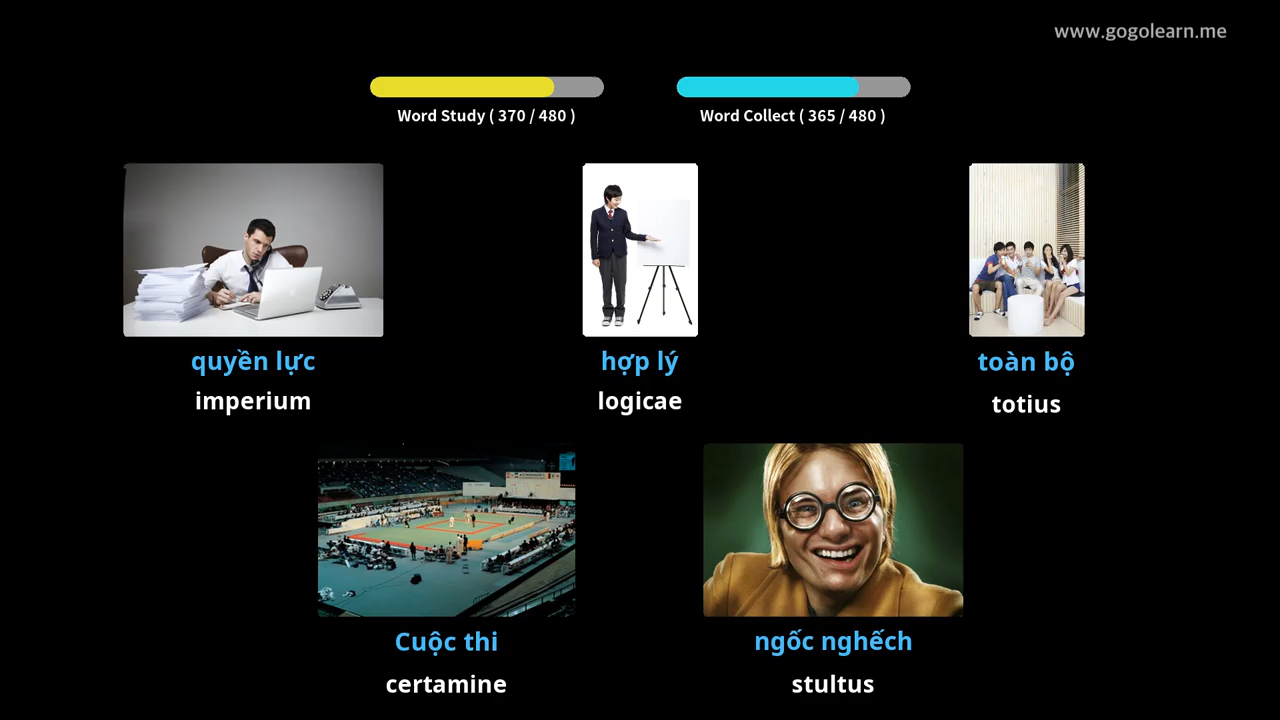 www.gogolearn.me
Word Study ( 370 / 480 )
Word Collect ( 365 / 480 )
quyền lực
imperium
hợp lý
logicae
toàn bộ
totius
Cuộc thi
certamine
ngốc nghếch
stultus